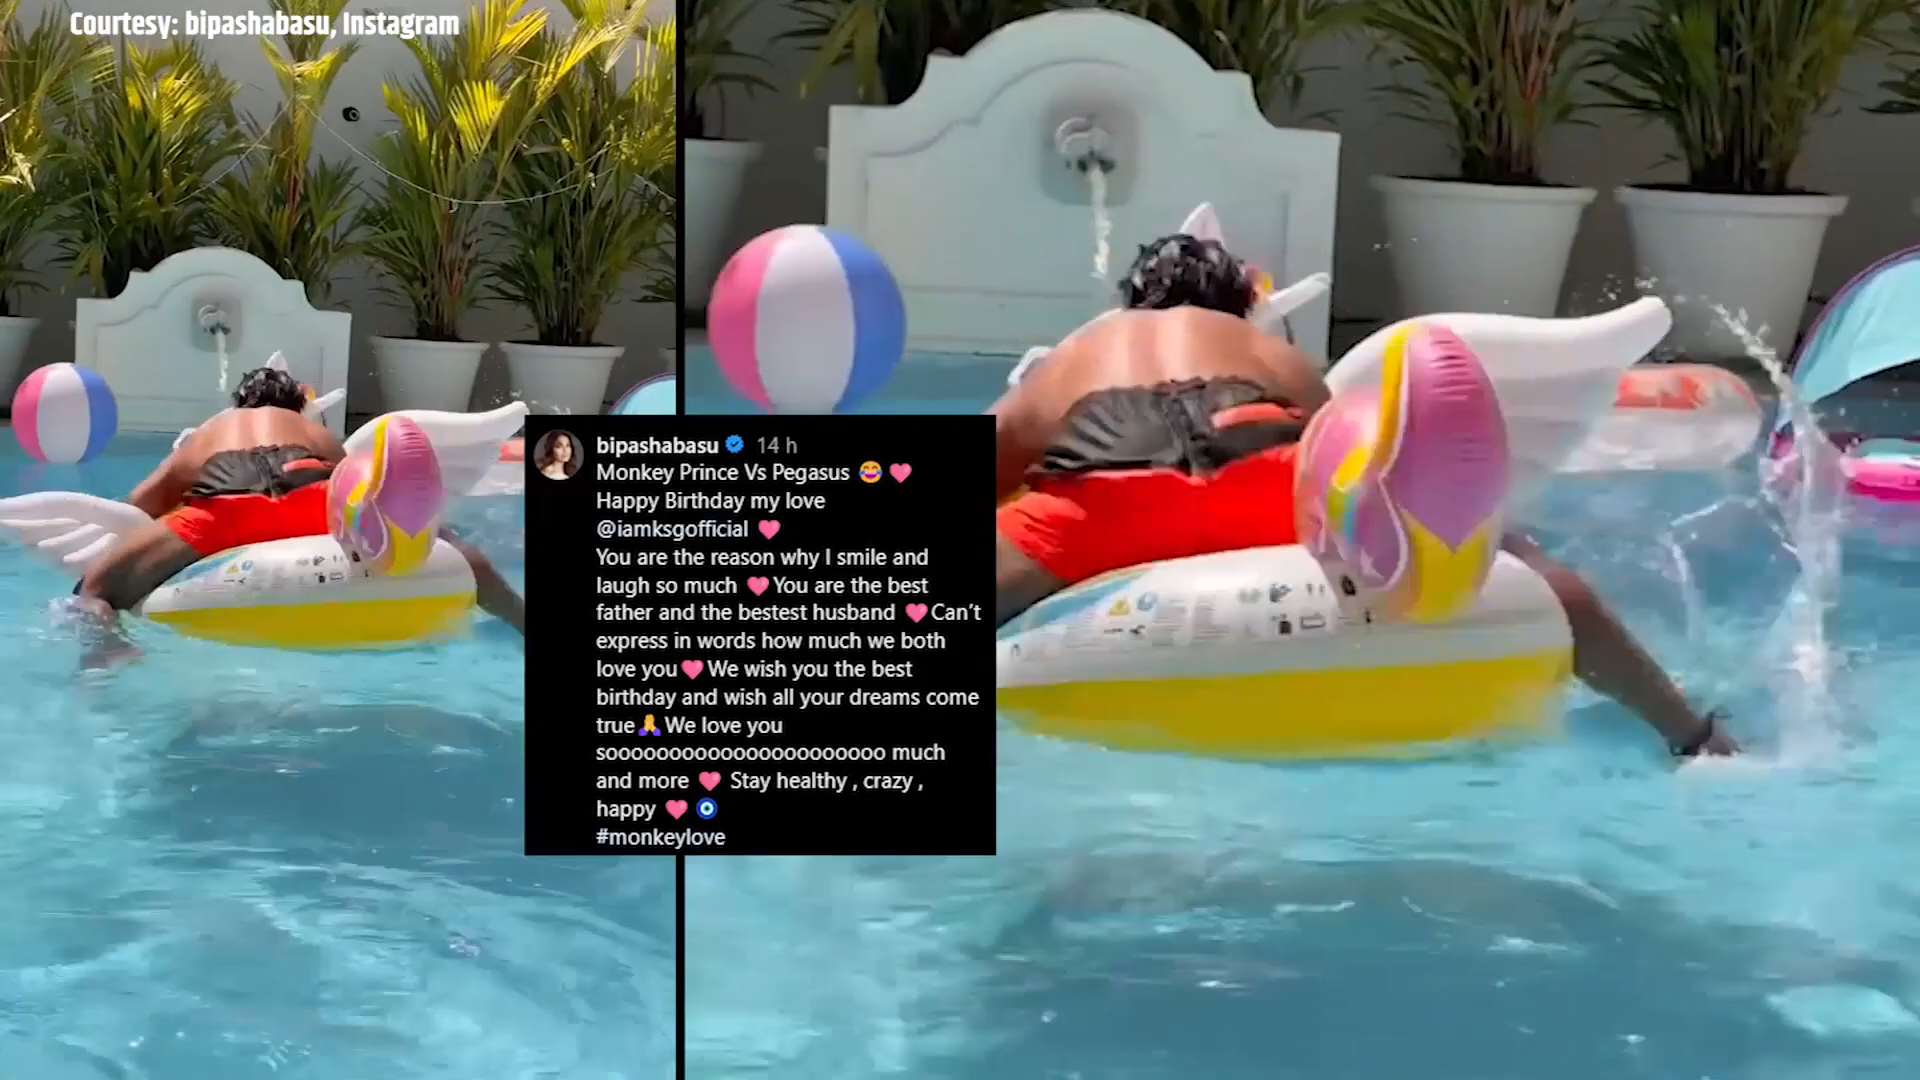 Courtesy: bipashabasu, Instagram
bipashabasu 14 h
Monkey Prince Vs Pegasus 😂 💗
Happy Birthday my love
@iamksgofficial 💗
You are the reason why I smile and
laugh so much 💗You are the best
father and the bestest husband 💗Can’t
express in words how much we both
love you💗We wish you the best
birthday and wish all your dreams come
true🙏We love you
sooooooooooooooooooooooo much
and more 💗 Stay healthy , crazy ,
happy 💗 🧿
#monkeylove